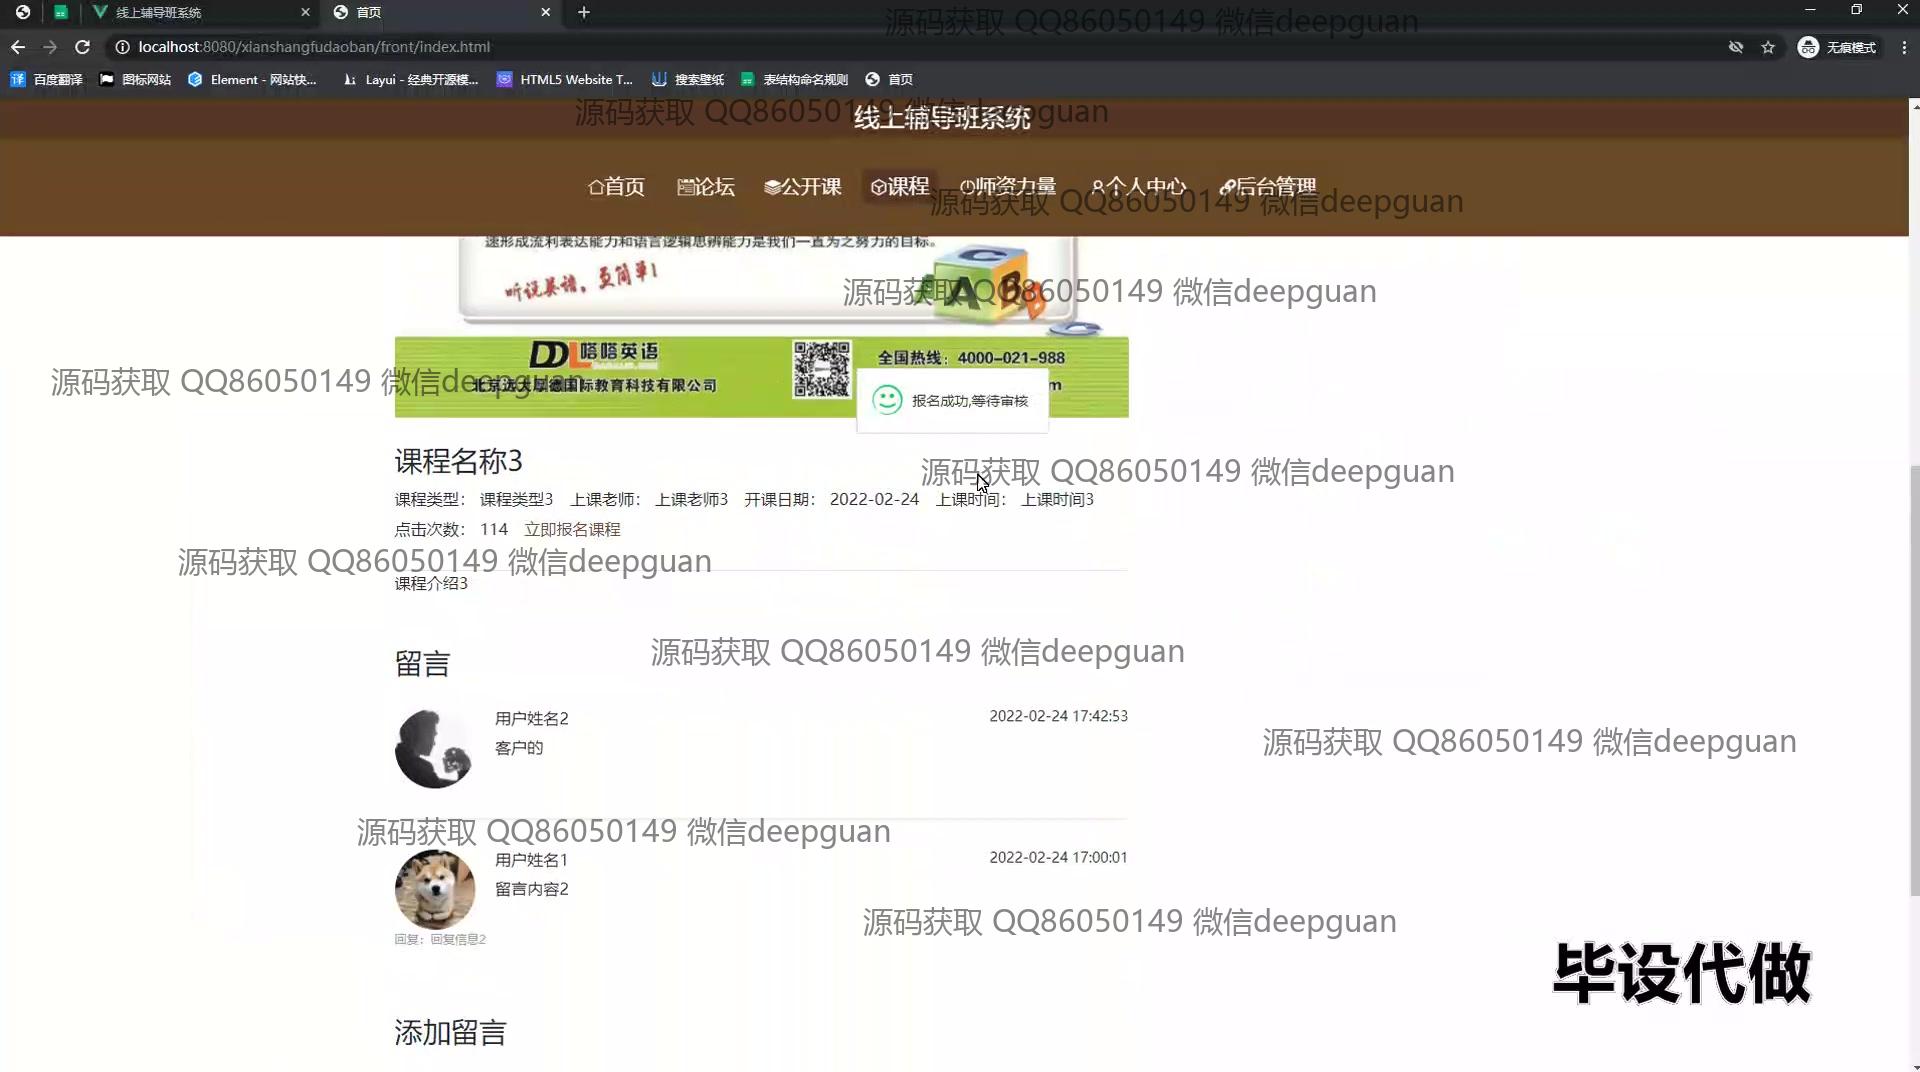 线上辅导班系统
首页
源码获取 QQ86050149 微信deepguan
localhost:8080/xianshangfudaoban/front/index.html
无痕模式
百度翻译
图标网站
Element - 网站快...
Layui - 经典开源模...
HTML5 Website T...
搜索壁纸
表结构命名规则
首页
源码获取 QQ86050149 微信deepguan
线上辅导班系统
首页
论坛
公开课
课程
师资力量
个人中心
后台管理
源码获取 QQ86050149 微信deepguan
速形成流利表达能力和语言逻辑思辨能力是我们一直为之努力的目标。
听说英语，更简单！
ABC
源码获取 QQ86050149 微信deepguan
DDL嗒嗒英语
全国热线：4000-021-988
北京远大厚德国际教育科技有限公司
m
源码获取 QQ86050149 微信deepguan
报名成功,等待审核
课程名称3
源码获取 QQ86050149 微信deepguan
课程类型： 课程类型3 上课老师： 上课老师3 开课日期： 2022-02-24 上课时间： 上课时间3
点击次数： 114 立即报名课程
源码获取 QQ86050149 微信deepguan
课程介绍3
留言
源码获取 QQ86050149 微信deepguan
用户姓名2
2022-02-24 17:42:53
客户的
源码获取 QQ86050149 微信deepguan
源码获取 QQ86050149 微信deepguan
用户姓名1
2022-02-24 17:00:01
留言内容2
源码获取 QQ86050149 微信deepguan
回复：回复信息2
毕设代做
添加留言